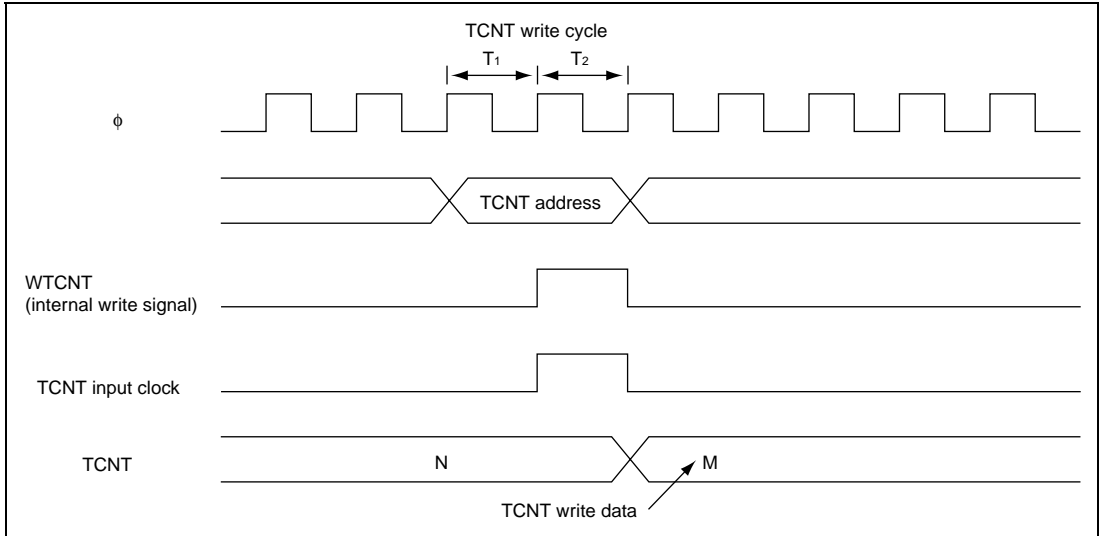 TCNT write cycle
T1 T2
ϕ
TCNT address
WTCNT
(internal write signal)
TCNT input clock
TCNT N M
TCNT write data